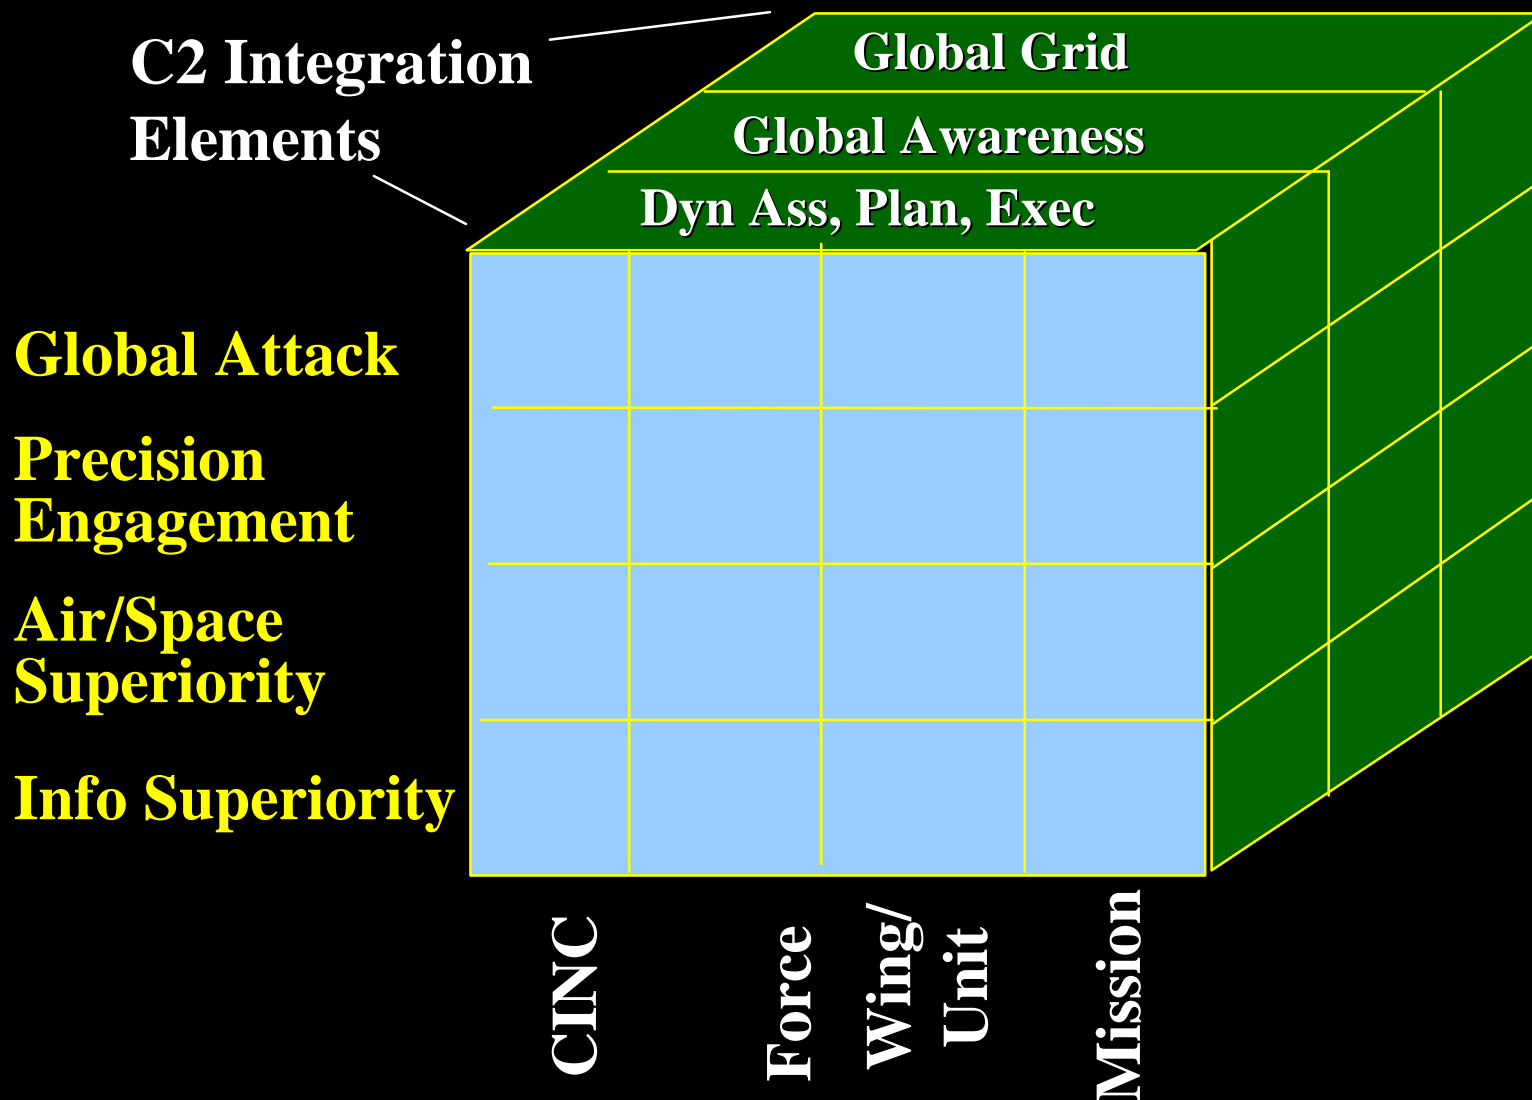 C2 Integration
Elements
Global Grid
Global Awareness
Dyn Ass, Plan, Exec
Global Attack
Precision
Engagement
Air/Space
Superiority
Info Superiority
CINC
Force
Wing/
Unit
Mission